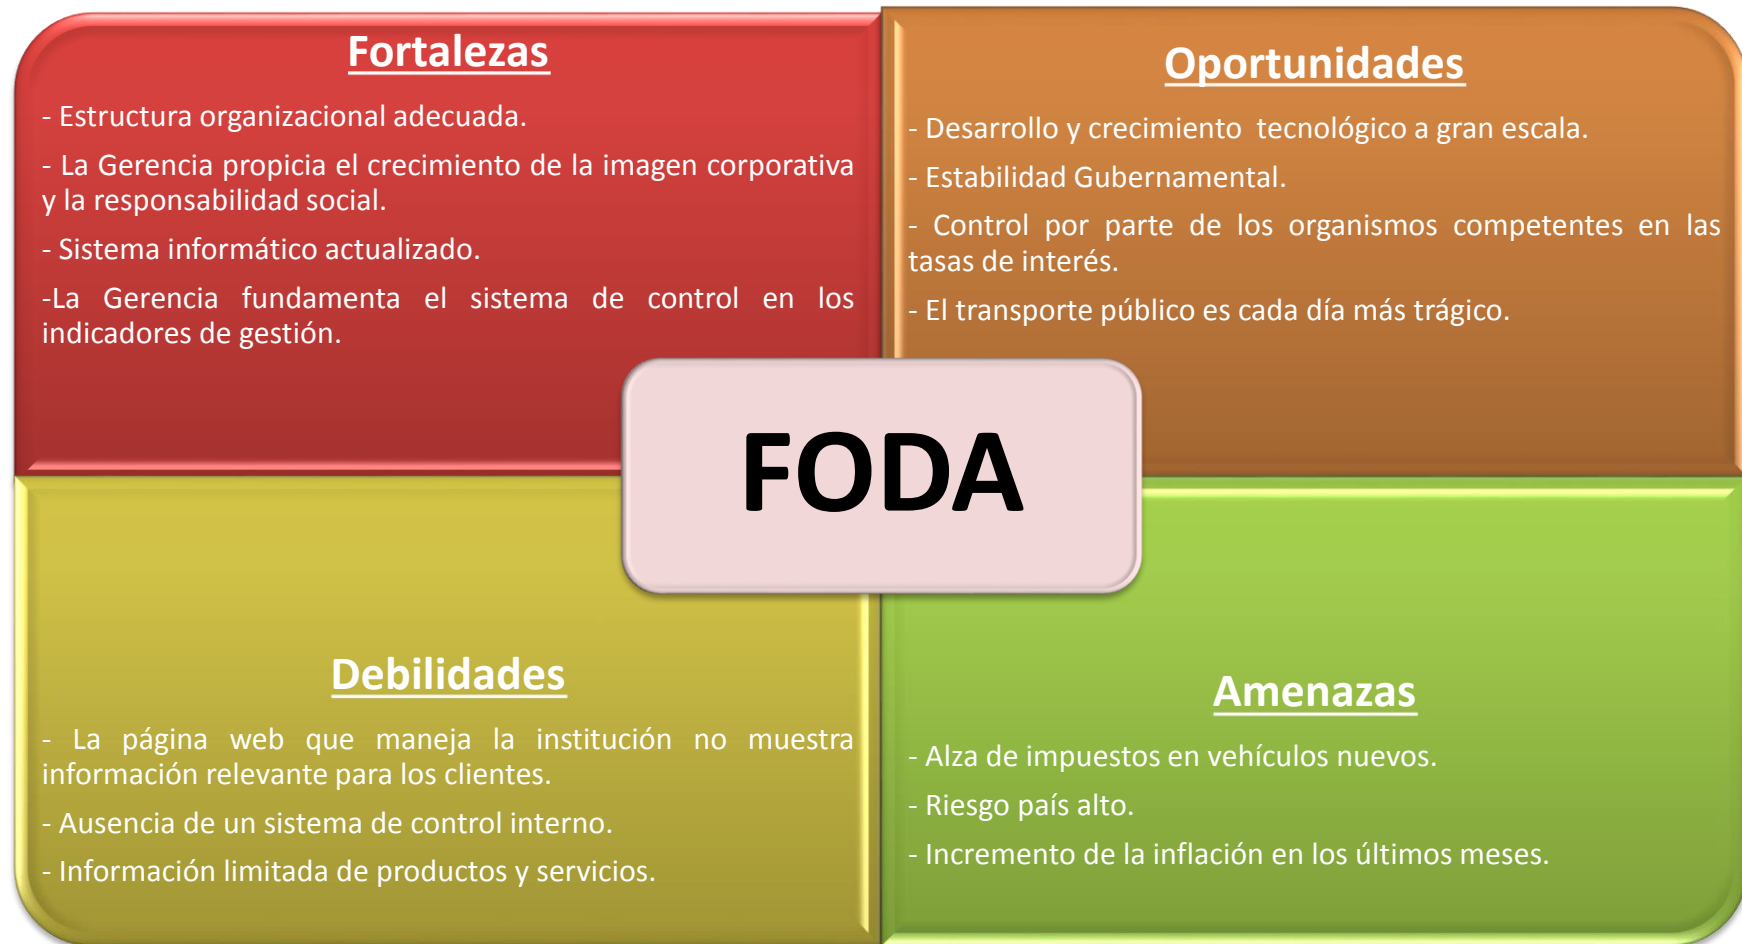 Fortalezas
- Estructura organizacional adecuada.
- La Gerencia propicia el crecimiento de la imagen corporativa
y la responsabilidad social.
- Sistema informático actualizado.
-La Gerencia fundamenta el sistema de control en los
indicadores de gestión.
Oportunidades
- Desarrollo y crecimiento tecnológico a gran escala.
- Estabilidad Gubernamental.
- Control por parte de los organismos competentes en las
tasas de interés.
- El transporte público es cada día más trágico.
FODA
Debilidades
- La página web que maneja la institución no muestra
información relevante para los clientes.
- Ausencia de un sistema de control interno.
- Información limitada de productos y servicios.
Amenazas
- Alza de impuestos en vehículos nuevos.
- Riesgo país alto.
- Incremento de la inflación en los últimos meses.